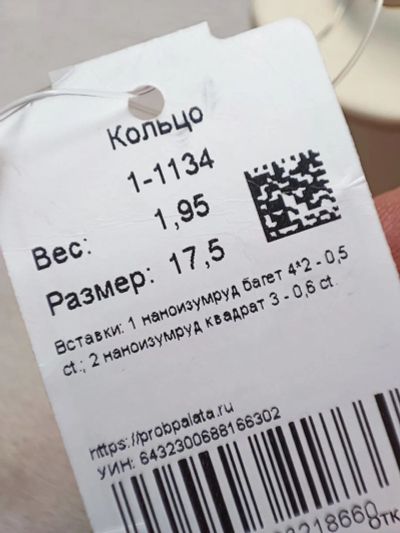 Кольцо
1-1134
Вес: 1,95
Размер: 17,5
Вставки: 1 наноизумруд багет 4*2 - 0,5
ct.; 2 наноизумруд квадрат 3 - 0,6 ct.
https://probpalata.ru
УИН: 6432300688166302